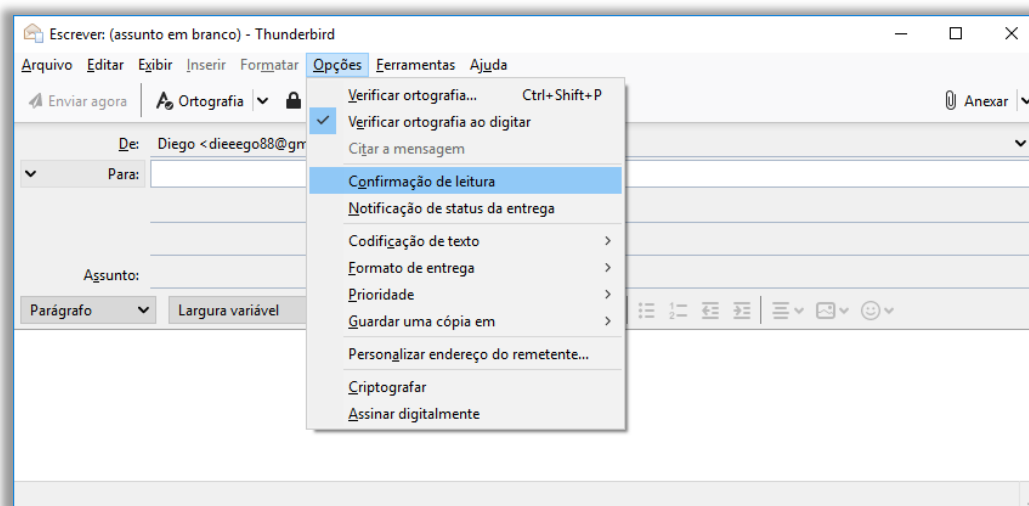 Escrever: (assunto em branco) - Thunderbird
Arquivo Editar Exibir Inserir Formatar Opções Ferramentas Ajuda
Enviar agora Ortografia Anexar
De: Diego <dieeego88@gm
Para:
Assunto:
Parágrafo Largura variável
Verificar ortografia... Ctrl+Shift+P
Verificar ortografia ao digitar
Citar a mensagem
Confirmação de leitura
Notificação de status da entrega
Codificação de texto
Formato de entrega
Prioridade
Guardar uma cópia em
Personalizar endereço do remetente...
Criptografar
Assinar digitalmente